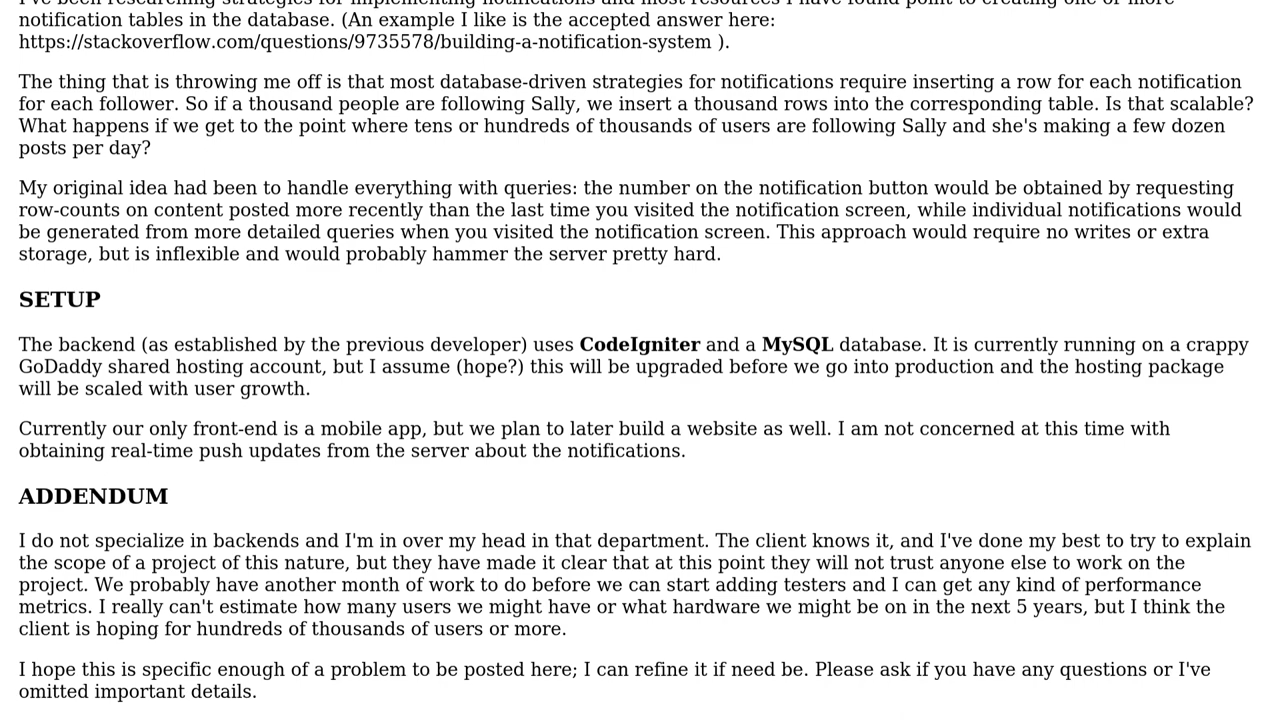 I've been researching strategies for implementing notifications and most resources I have found point to creating one or more
notification tables in the database. (An example I like is the accepted answer here:
https://stackoverflow.com/questions/9735578/building-a-notification-system ).
The thing that is throwing me off is that most database-driven strategies for notifications require inserting a row for each notification
for each follower. So if a thousand people are following Sally, we insert a thousand rows into the corresponding table. Is that scalable?
What happens if we get to the point where tens or hundreds of thousands of users are following Sally and she's making a few dozen
posts per day?
My original idea had been to handle everything with queries: the number on the notification button would be obtained by requesting
row-counts on content posted more recently than the last time you visited the notification screen, while individual notifications would
be generated from more detailed queries when you visited the notification screen. This approach would require no writes or extra
storage, but is inflexible and would probably hammer the server pretty hard.
SETUP
The backend (as established by the previous developer) uses CodeIgniter and a MySQL database. It is currently running on a crappy
GoDaddy shared hosting account, but I assume (hope?) this will be upgraded before we go into production and the hosting package
will be scaled with user growth.
Currently our only front-end is a mobile app, but we plan to later build a website as well. I am not concerned at this time with
obtaining real-time push updates from the server about the notifications.
ADDENDUM
I do not specialize in backends and I'm in over my head in that department. The client knows it, and I've done my best to try to explain
the scope of a project of this nature, but they have made it clear that at this point they will not trust anyone else to work on the
project. We probably have another month of work to do before we can start adding testers and I can get any kind of performance
metrics. I really can't estimate how many users we might have or what hardware we might be on in the next 5 years, but I think the
client is hoping for hundreds of thousands of users or more.
I hope this is specific enough of a problem to be posted here; I can refine it if need be. Please ask if you have any questions or I've
omitted important details.